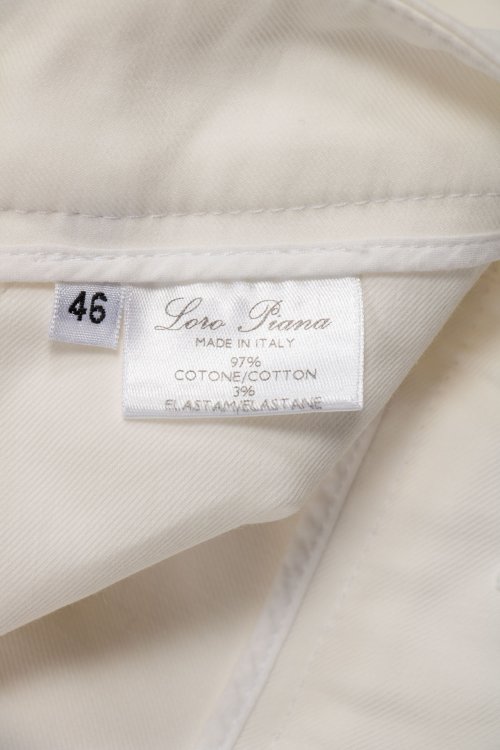 46
Loro Piana
MADE IN ITALY
97%
COTONE/COTTON
3%
ELASTAM/ELASTANE